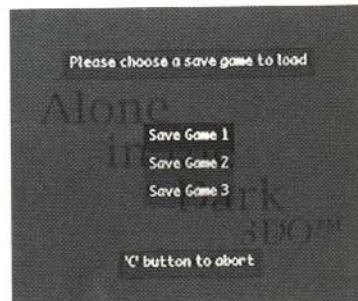 Please choose a save game to load
Alone
Save Game 1
in
Save Game 2
Save Game 3
Dark
3DO™
'C' button to abort